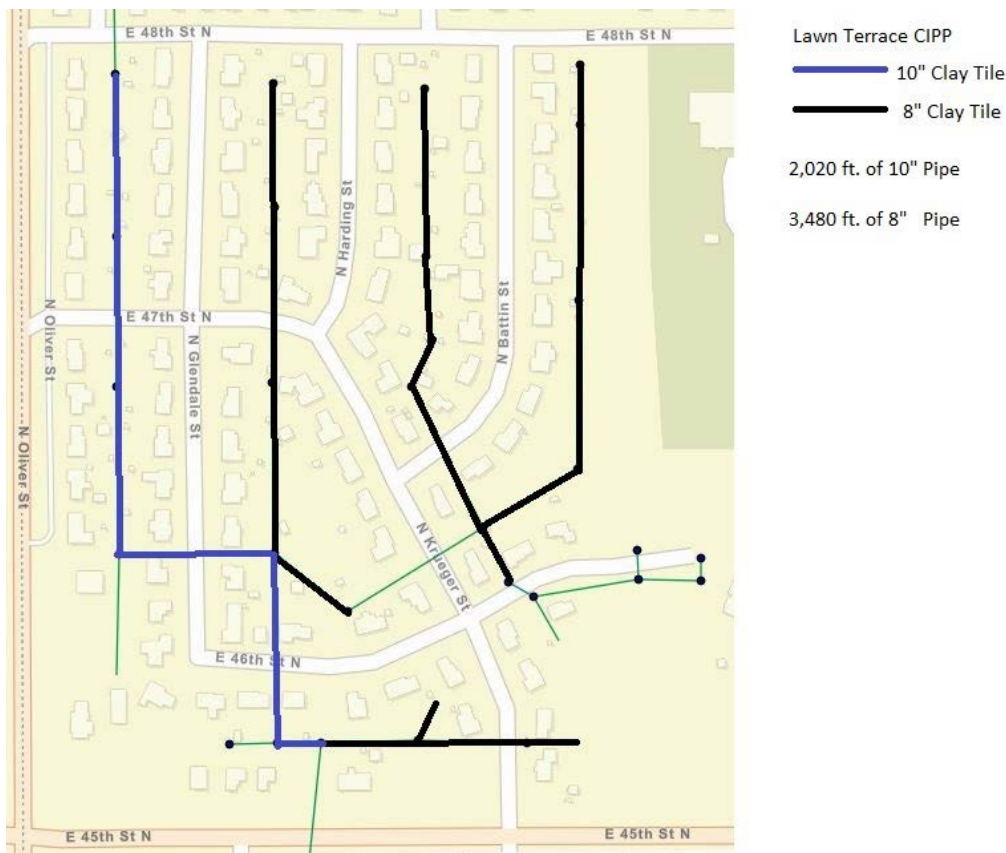 E 48th St N
E 48th St N
Lawn Terrace CIPP
10" Clay Tile
8" Clay Tile
2,020 ft. of 10" Pipe
3,480 ft. of 8" Pipe
N Harding St
E 47th St N
N Oliver St
N Glendale St
N Battin St
N Oliver St
N Krueger St
E 46th St N
E 45th St N
E 45th St N